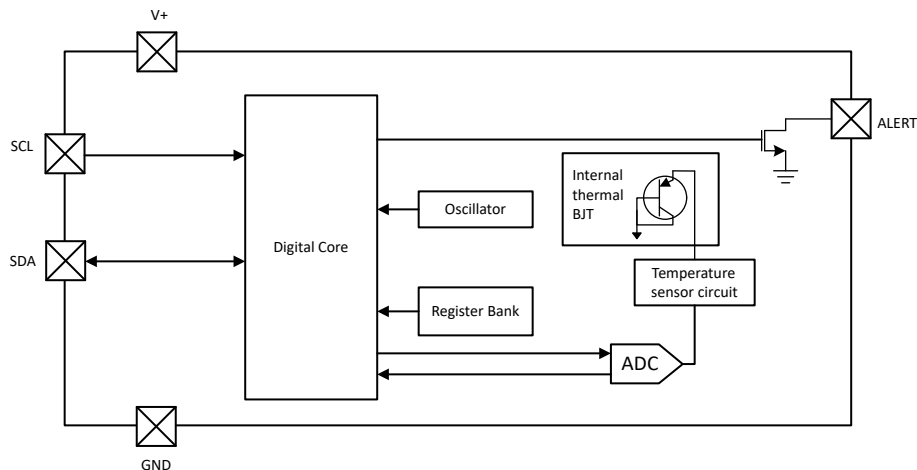 V+
SCL
ALERT
Internal
thermal
BJT
Oscillator
SDA
Digital Core
Temperature
sensor circuit
Register Bank
ADC
GND